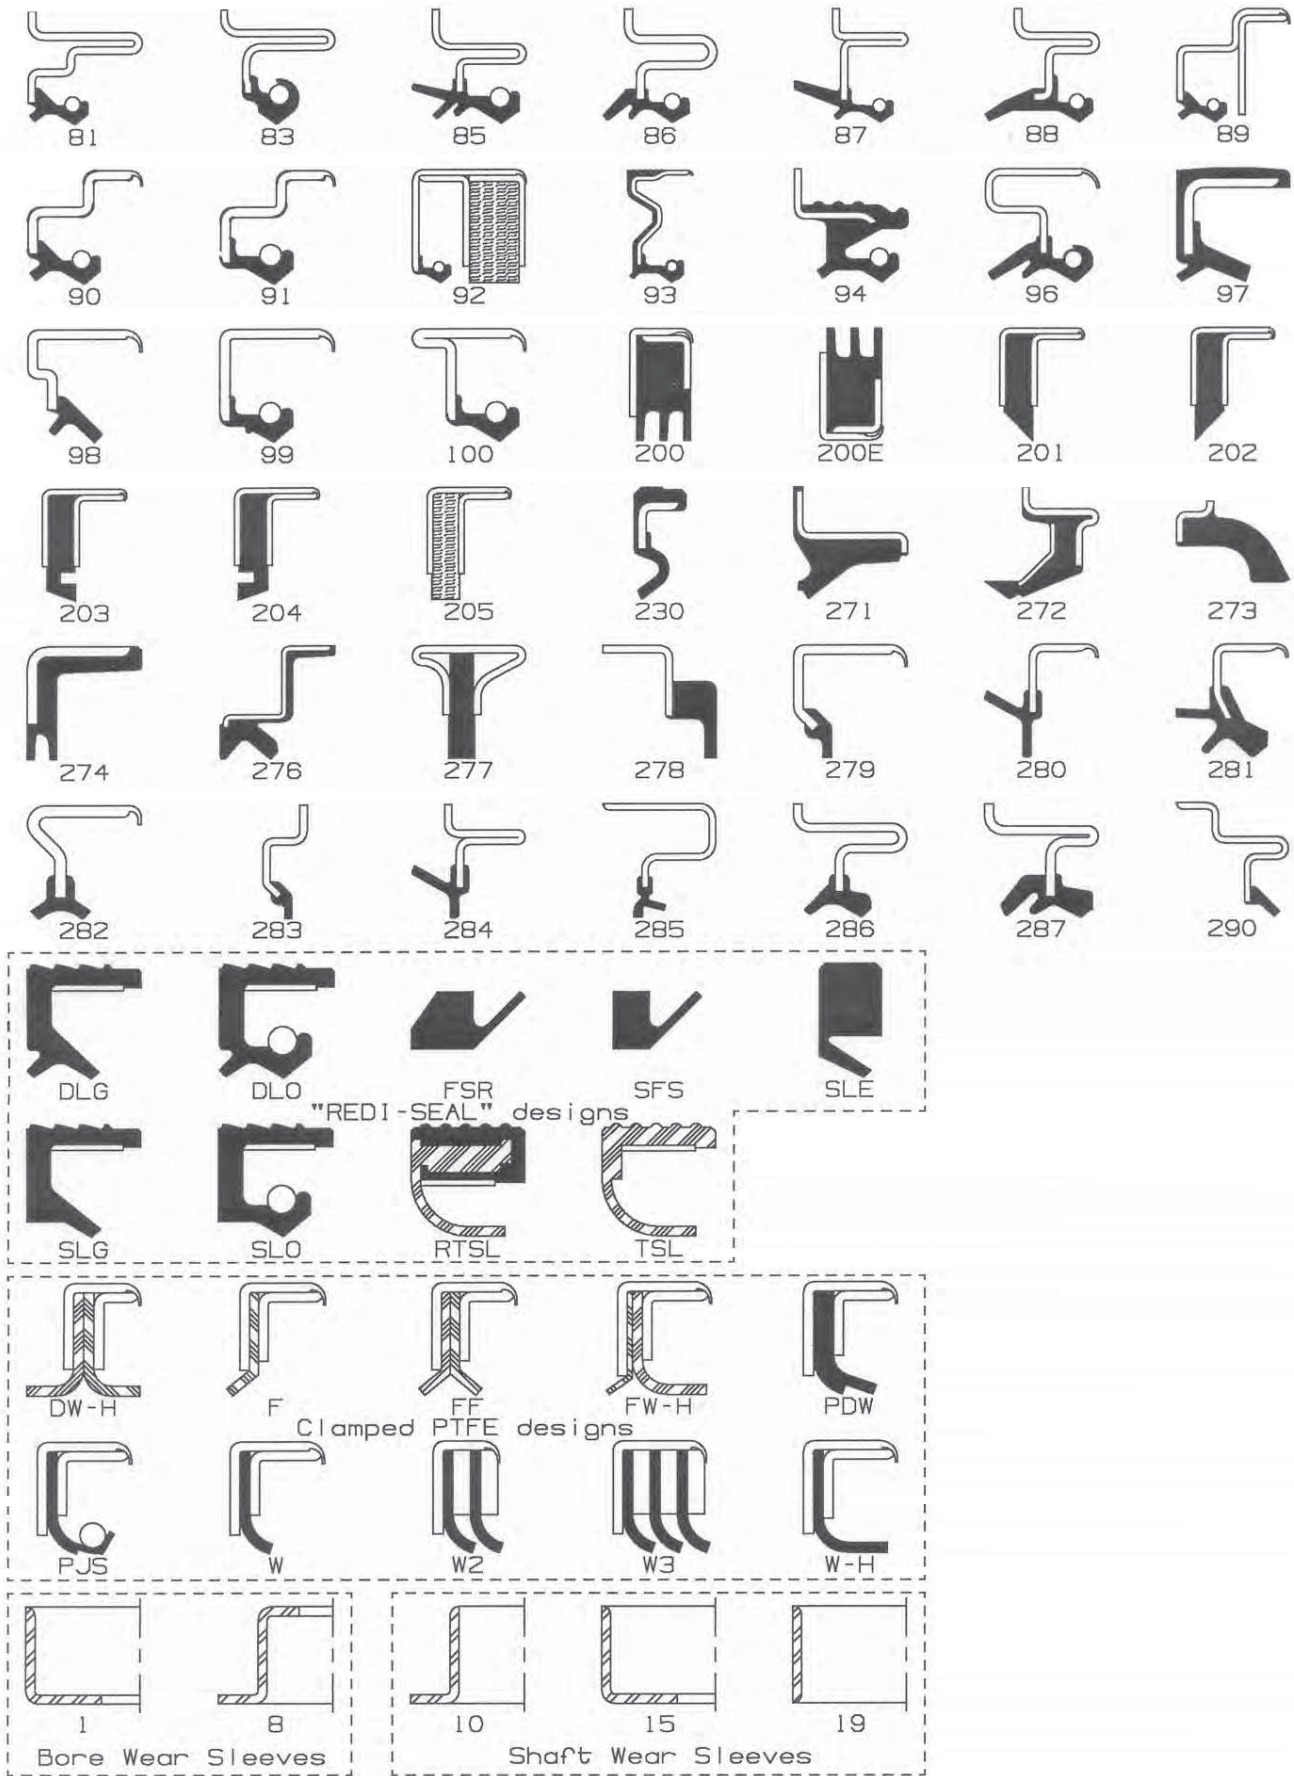 81 83 85 86 87 88 89
90 91 92 93 94 96 97
98 99 100 200 200E 201 202
203 204 205 230 271 272 273
274 276 277 278 279 280 281
282 283 284 285 286 287 290
DLG DLO FSR SFS SLE
"REDI-SEAL" designs
SLG SLO RTSL TSL
DW-H F FF FW-H PDW
Clamped PTFE designs
PJS W W2 W3 W-H
1 8 10 15 19
Bore Wear Sleeves Shaft Wear Sleeves